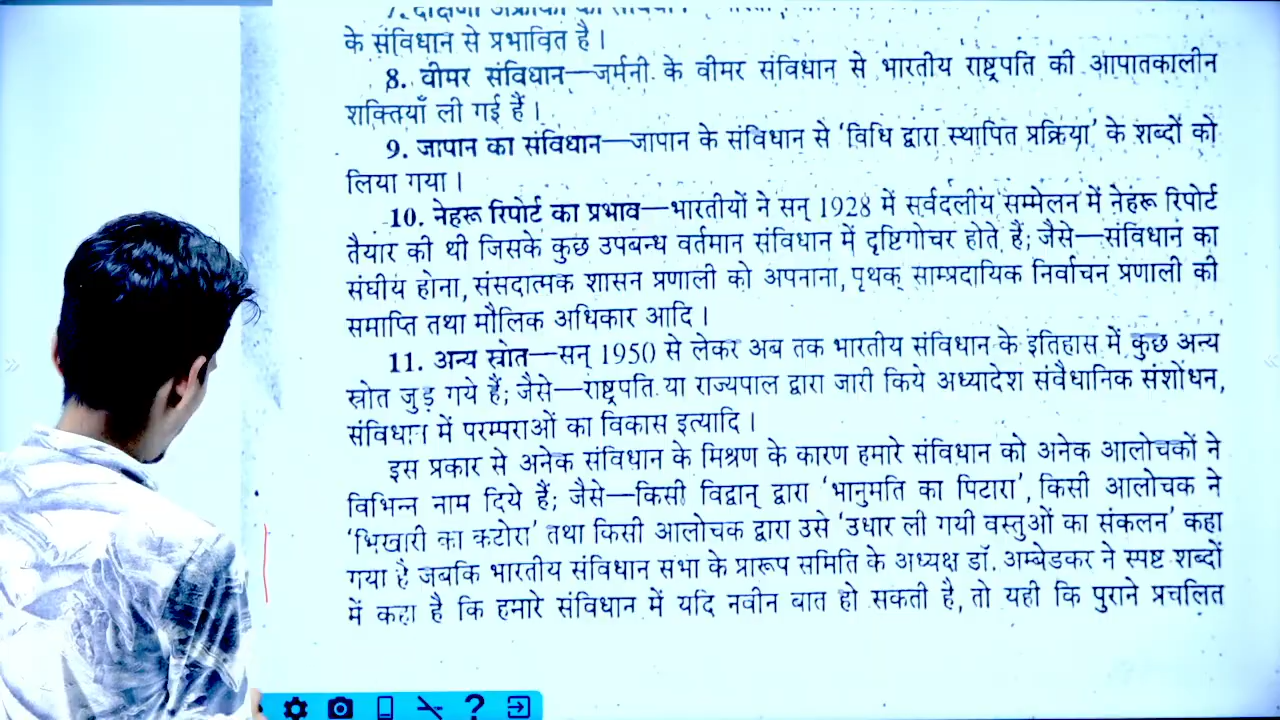 के संविधान से प्रभावित है।
8. वीमर संविधान—जर्मनी के वीमर संविधान से भारतीय राष्ट्रपति की आपातकालीन
शक्तियाँ ली गई हैं।
9. जापान का संविधान—जापान के संविधान से 'विधि द्वारा स्थापित प्रक्रिया' के शब्दों को
लिया गया।
10. नेहरू रिपोर्ट का प्रभाव—भारतीयों ने सन् 1928 में सर्वदलीय सम्मेलन में नेहरू रिपोर्ट
तैयार की थी जिसके कुछ उपबन्ध वर्तमान संविधान में दृष्टिगोचर होते हैं; जैसे—संविधान का
संघीय होना, संसदात्मक शासन प्रणाली को अपनाना, पृथक् साम्प्रदायिक निर्वाचन प्रणाली की
समाप्ति तथा मौलिक अधिकार आदि।
11. अन्य स्रोत—सन् 1950 से लेकर अब तक भारतीय संविधान के इतिहास में कुछ अन्य
स्रोत जुड़ गये हैं; जैसे—राष्ट्रपति या राज्यपाल द्वारा जारी किये अध्यादेश संवैधानिक संशोधन,
संविधान में परम्पराओं का विकास इत्यादि।
इस प्रकार से अनेक संविधान के मिश्रण के कारण हमारे संविधान को अनेक आलोचकों ने
विभिन्न नाम दिये हैं; जैसे—किसी विद्वान् द्वारा 'भानुमति का पिटारा', किसी आलोचक ने
'भिखारी का कटोरा' तथा किसी आलोचक द्वारा उसे 'उधार ली गयी वस्तुओं का संकलन' कहा
गया है जबकि भारतीय संविधान सभा के प्रारूप समिति के अध्यक्ष डॉ. अम्बेडकर ने स्पष्ट शब्दों
में कहा है कि हमारे संविधान में यदि नवीन बात हो सकती है, तो यही कि पुराने प्रचलित